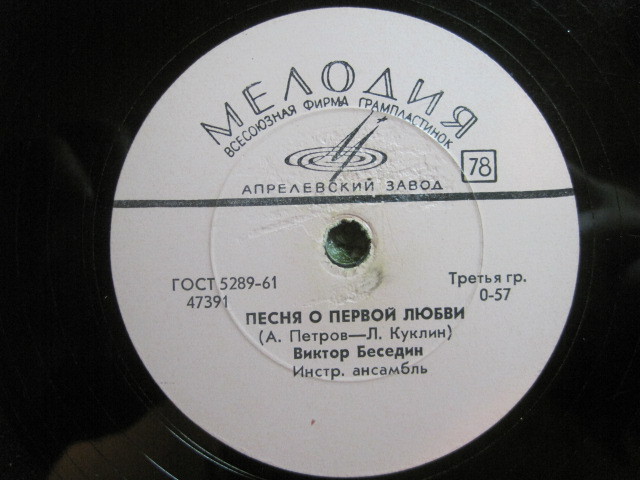 МЕЛОДИЯ
ВСЕСОЮЗНАЯ ФИРМА ГРАМПЛАСТИНОК
78
АПРЕЛЕВСКИЙ ЗАВОД
ГОСТ 5289-61
47391
Третья гр.
0-57
ПЕСНЯ О ПЕРВОЙ ЛЮБВИ
(А. Петров—Л. Куклин)
Виктор Беседин
Инстр. ансамбль